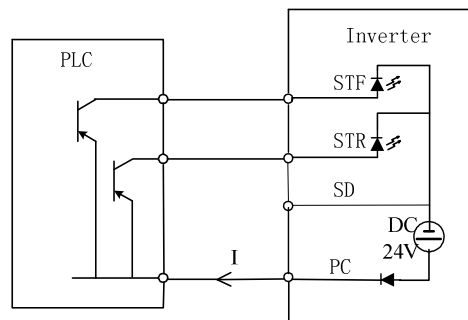 Inverter
PLC
STF
STR
SD
DC
24V
I
PC